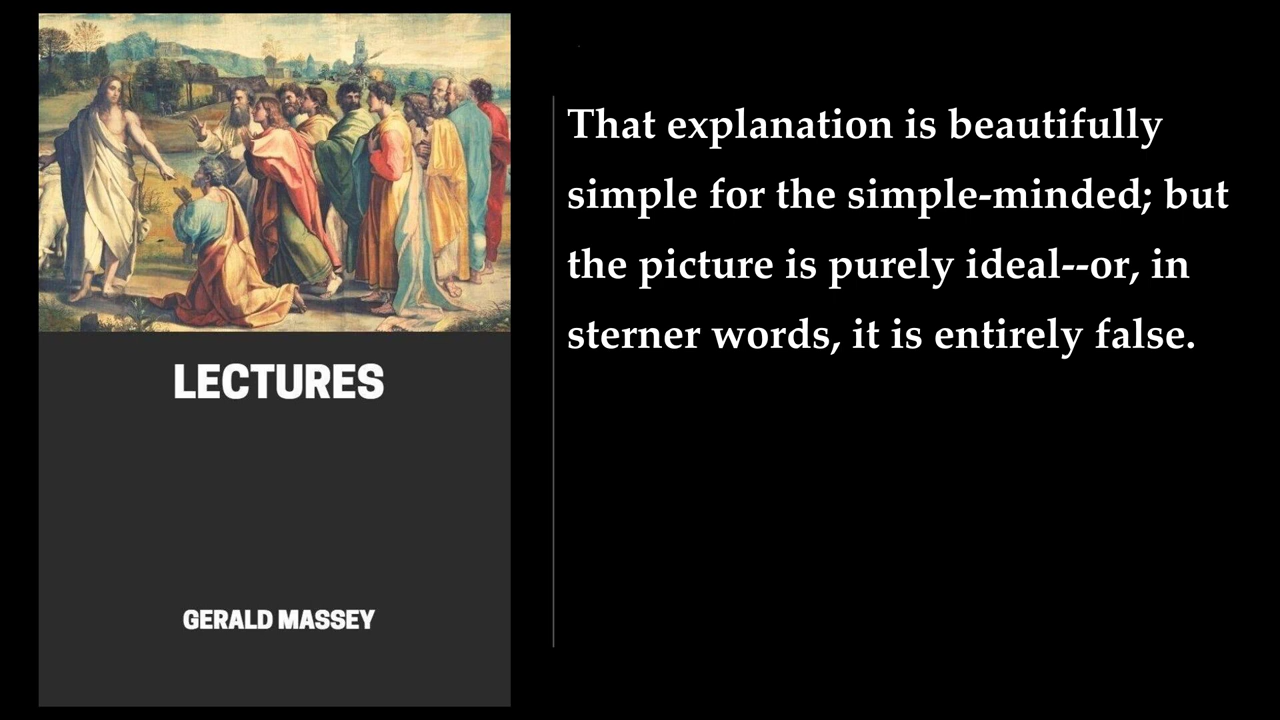 LECTURES
GERALD MASSEY
That explanation is beautifully
simple for the simple-minded; but
the picture is purely ideal--or, in
sterner words, it is entirely false.